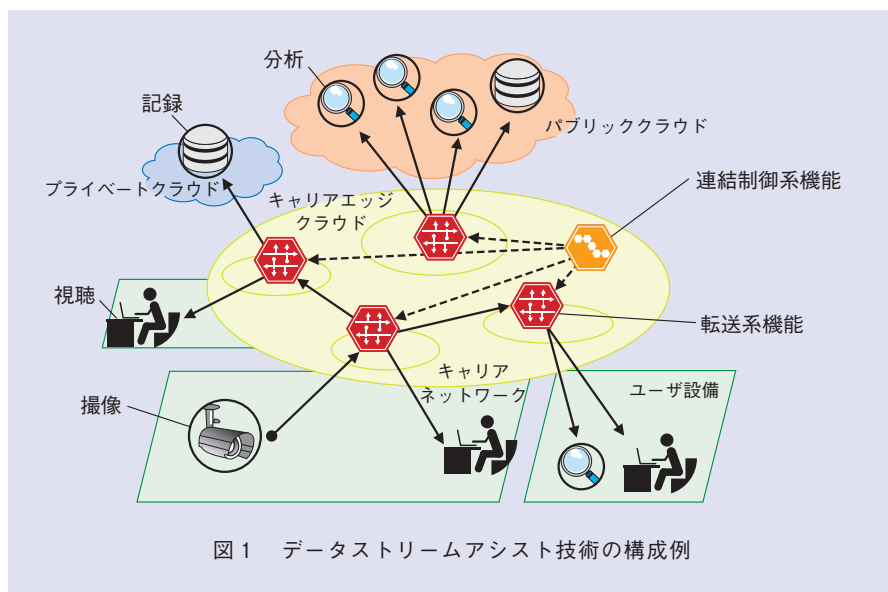 分析
記録
パブリッククラウド
プライベートクラウド
キャリアエッジ
クラウド
連結制御系機能
視聴
転送系機能
キャリア
ネットワーク
ユーザ設備
撮像
図1 データストリームアシスト技術の構成例